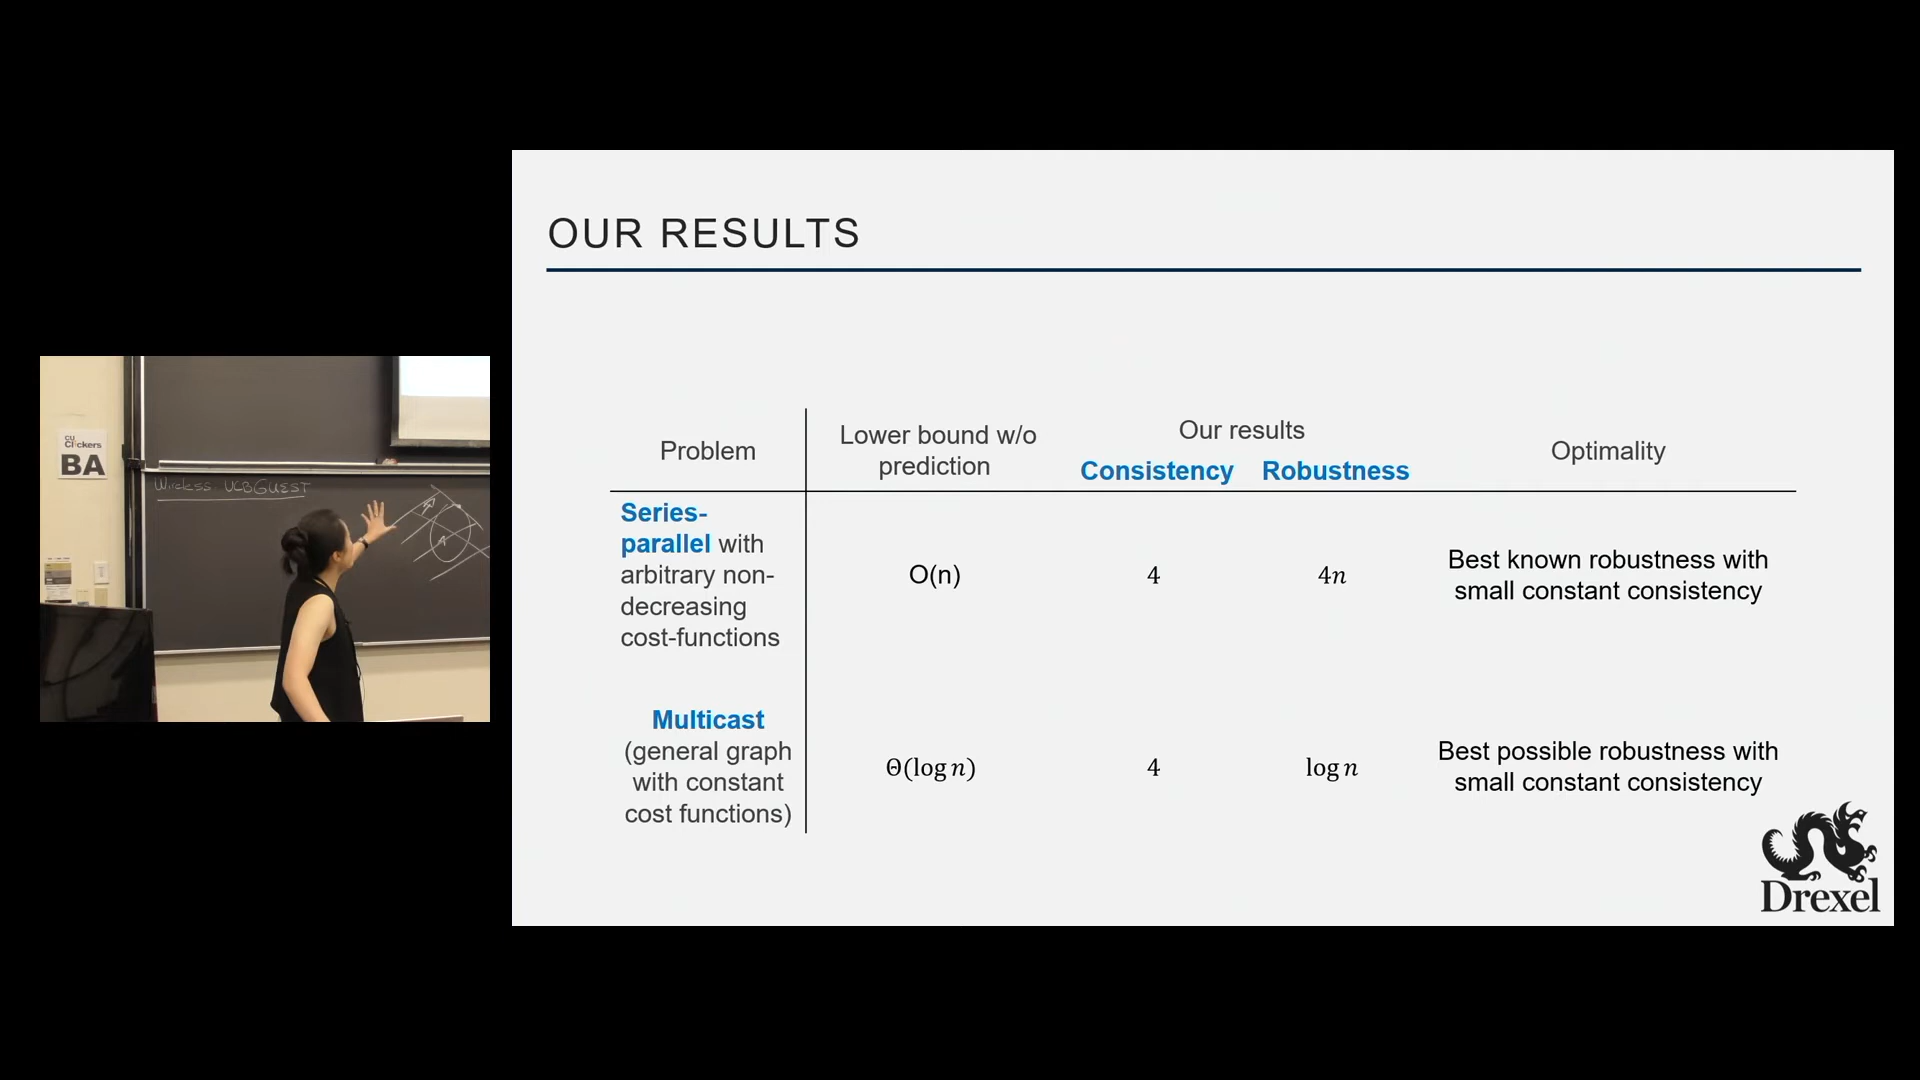 OUR RESULTS
Problem
Lower bound w/o
prediction
Our results
Consistency Robustness
Optimality
Series-
parallel with
arbitrary non-
decreasing
cost-functions
O(n)
4
4n
Best known robustness with
small constant consistency
Multicast
(general graph
with constant
cost functions)
Θ(log n)
4
log n
Best possible robustness with
small constant consistency
Drexel
CU
Clickers
BA
Wireless UCBGUEST